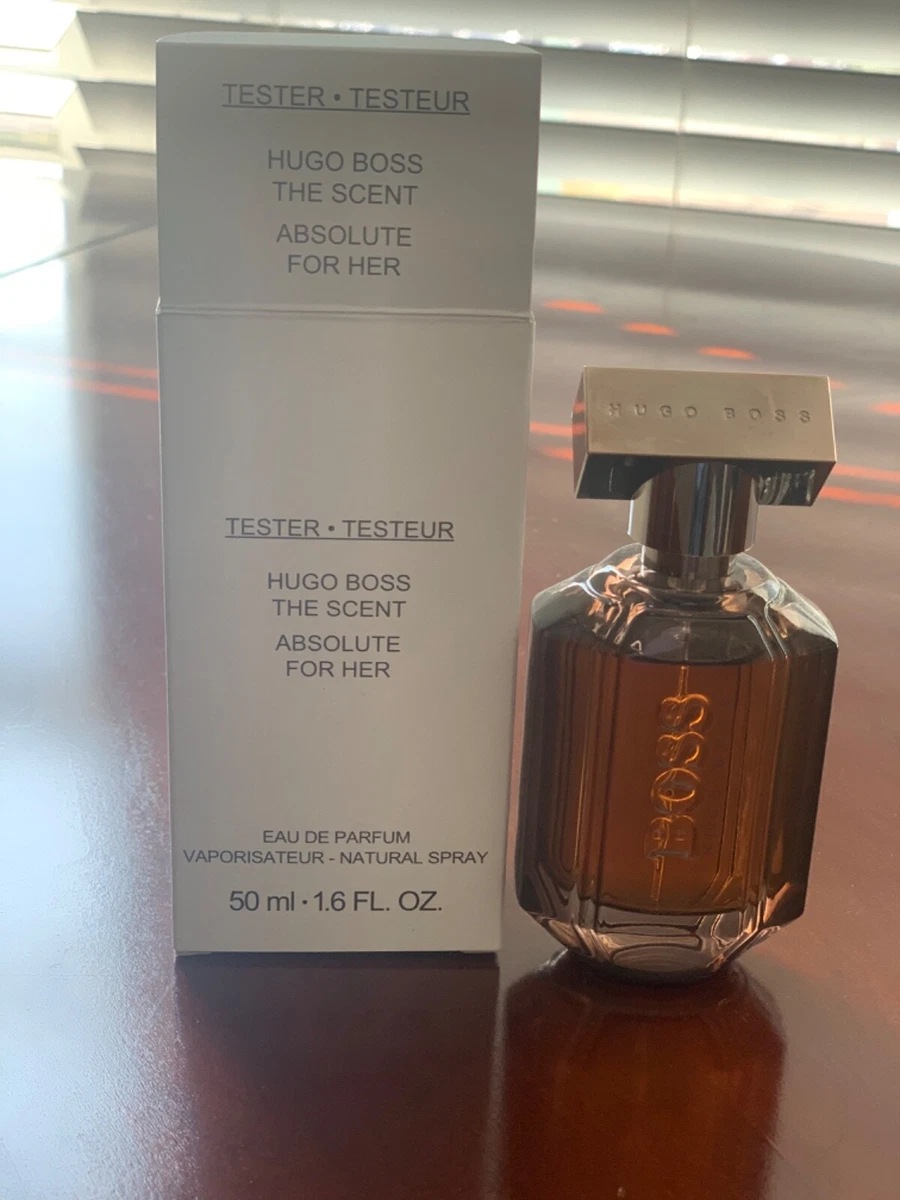 TESTER • TESTEUR
HUGO BOSS
THE SCENT
ABSOLUTE
FOR HER
TESTER • TESTEUR
HUGO BOSS
THE SCENT
ABSOLUTE
FOR HER
EAU DE PARFUM
VAPORISATEUR - NATURAL SPRAY
50 ml • 1.6 FL. OZ.
HUGO BOSS
BOSS